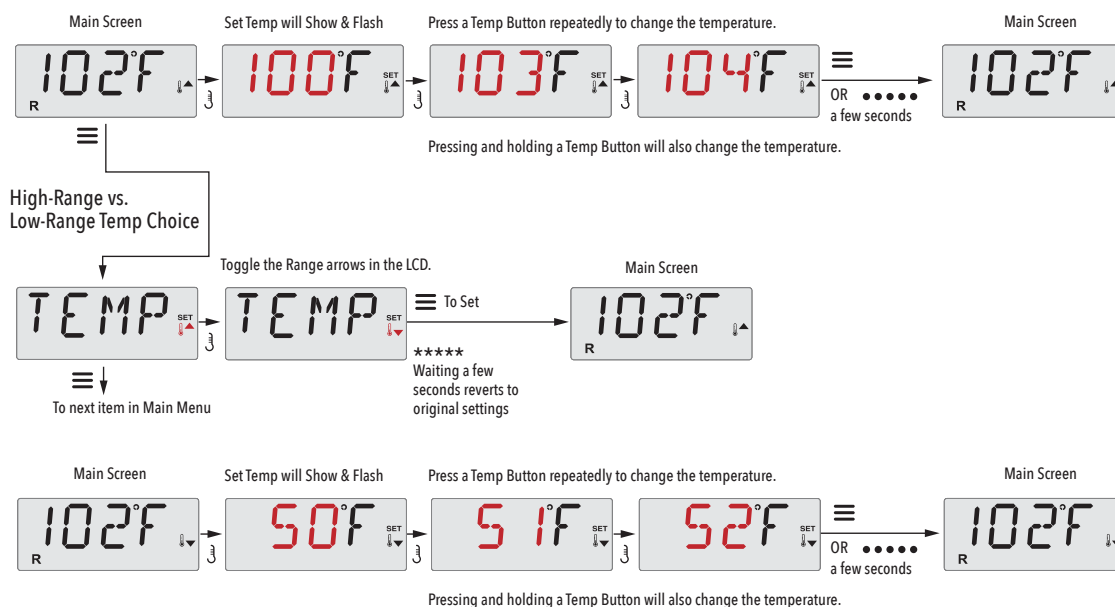 Main Screen
Set Temp will Show & Flash
Press a Temp Button repeatedly to change the temperature.
Main Screen
102°F
R
100°F
SET
103°F
SET
104°F
SET
OR
a few seconds
102°F
R
Pressing and holding a Temp Button will also change the temperature.
High-Range vs.
Low-Range Temp Choice
Toggle the Range arrows in the LCD.
Main Screen
TEMP
SET
TEMP
SET
To Set
*****
Waiting a few
seconds reverts to
original settings
102°F
R
To next item in Main Menu
Main Screen
Set Temp will Show & Flash
Press a Temp Button repeatedly to change the temperature.
Main Screen
102°F
R
50°F
SET
51°F
SET
52°F
SET
OR
a few seconds
102°F
R
Pressing and holding a Temp Button will also change the temperature.